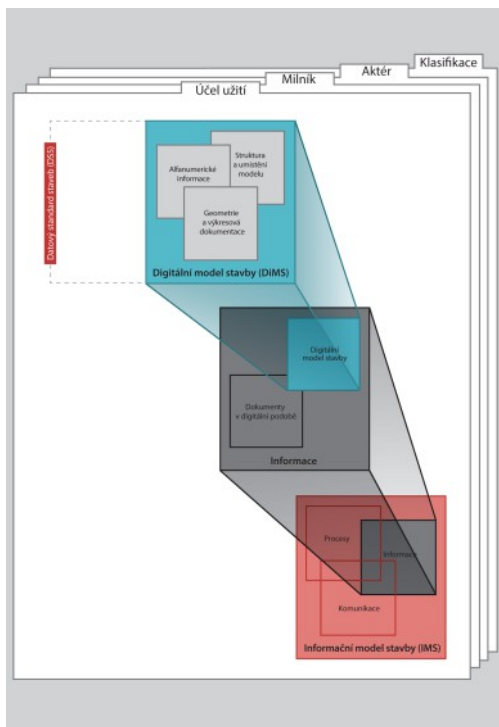 Klasifikace
Aktér
Milník
Účel užití
Datový standard staveb (DSS)
Struktura
a umístění
modelu
Alfanumerické
informace
Geometrie
a výkresová
dokumentace
Digitální model stavby (DiMS)
Digitální
model stavby
Dokumenty
v digitální podobě
Informace
Procesy
Informace
Komunikace
Informační model stavby (IMS)